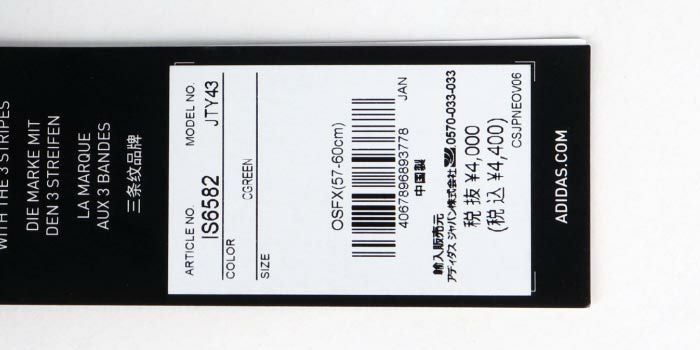 WITH THE 3 STRIPES
DIE MARKE MIT
DEN 3 STREIFEN
LA MARQUE
AUX 3 BANDES
三条纹品牌
ARTICLE NO. MODEL NO.
IS6582 JTY43
COLOR
CGREEN
SIZE
OSFX(57-60cm)
4067896893778 JAN
中国製
輸入販売元
アディダス ジャパン株式会社 0570-033-033
税抜¥4,000
(税込¥4,400)
CSJPNEOV06
ADIDAS.COM